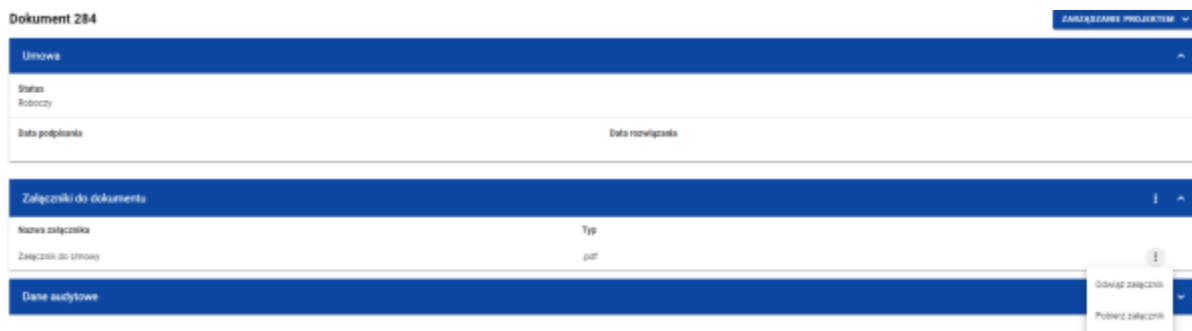 Dokument 284
ZARZĄDZANIE PROJEKTEM
Umowa
Status
Roboczy
Data podpisania Data rozwiązania
Załączniki do dokumentu
Nazwa załącznika Typ
Załącznik do Umowy .pdf
Odwiąż załącznik
Dane audytowe
Pobierz załącznik